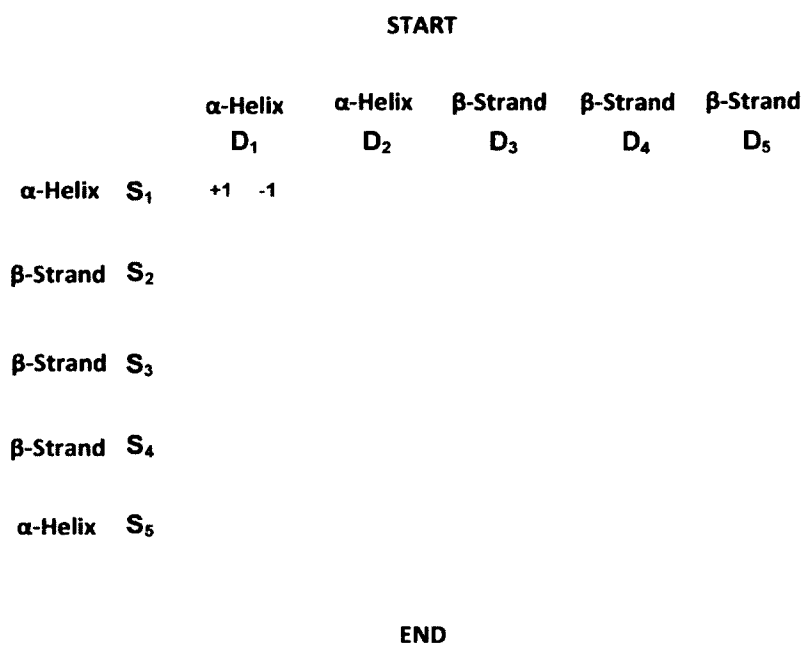 START
α-Helix α-Helix β-Strand β-Strand β-Strand
D₁ D₂ D₃ D₄ D₅
α-Helix S₁ +1 -1
β-Strand S₂
β-Strand S₃
β-Strand S₄
α-Helix S₅
END